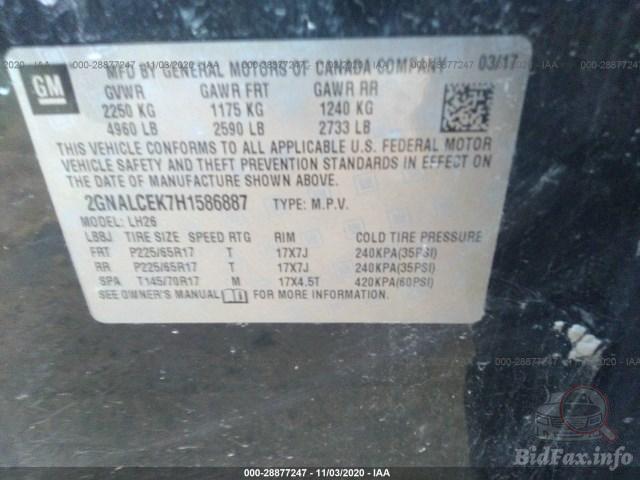 GM
MFD BY GENERAL MOTORS OF CANADA COMPANY 03/17
GVWR GAWR FRT GAWR RR
2250 KG 1175 KG 1240 KG
4960 LB 2590 LB 2733 LB
THIS VEHICLE CONFORMS TO ALL APPLICABLE U.S. FEDERAL MOTOR
VEHICLE SAFETY AND THEFT PREVENTION STANDARDS IN EFFECT ON
THE DATE OF MANUFACTURE SHOWN ABOVE.
2GNALCEK7H1586887 TYPE: M.P.V.
MODEL: LH26
LBBJ TIRE SIZE SPEED RTG RIM COLD TIRE PRESSURE
FRT P225/65R17 T 17X7J 240KPA(35PSI)
RR P225/65R17 T 17X7J 240KPA(35PSI)
SPA T145/70R17 M 17X4.5T 420KPA(60PSI)
SEE OWNER'S MANUAL FOR MORE INFORMATION.
000-28877247 - 11/03/2020 - IAA
BidFax.info